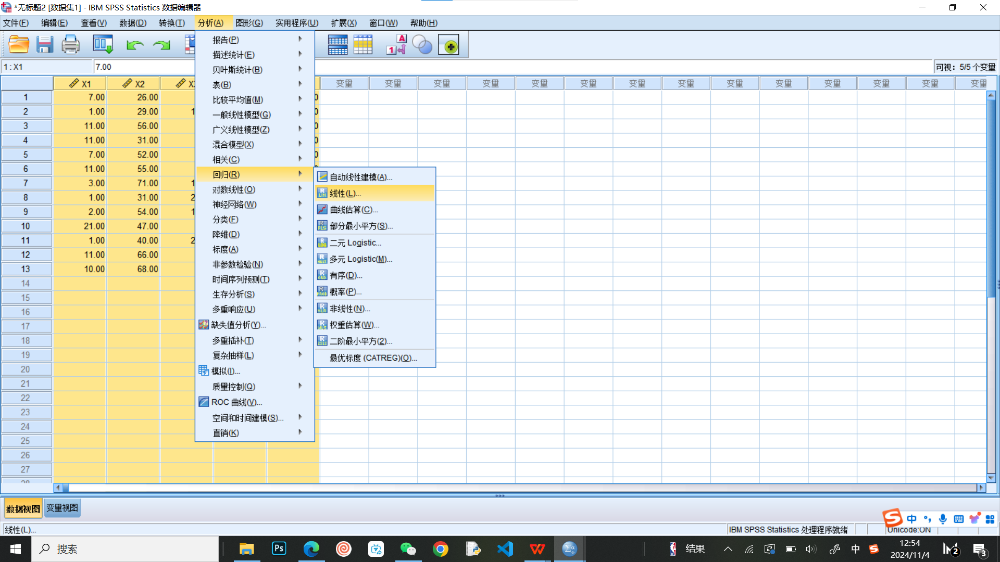 *无标题2 [数据集1] - IBM SPSS Statistics 数据编辑器
文件(F) 编辑(E) 查看(V) 数据(D) 转换(T) 分析(A) 图形(G) 实用程序(U) 扩展(X) 窗口(W) 帮助(H)
1 : X1 7.00 可视: 5/5 个变量
X1 X2 变量 变量 变量 变量 变量 变量 变量 变量 变量 变量 变量 变量 变量 变量
1 7.00 26.00
2 1.00 29.00
3 11.00 56.00
4 11.00 31.00
5 7.00 52.00
6 11.00 55.00
7 3.00 71.00
8 1.00 31.00
9 2.00 54.00
10 21.00 47.00
11 1.00 40.00
12 11.00 66.00
13 10.00 68.00
14
15
16
17
18
19
20
21
22
23
24
25
26
27
28
报告(P)
描述统计(E)
贝叶斯统计(B)
表(B)
比较平均值(M)
一般线性模型(G)
广义线性模型(Z)
混合模型(X)
相关(C)
回归(R)
对数线性(O)
神经网络(W)
分类(F)
降维(D)
标度(A)
非参数检验(N)
时间序列预测(T)
生存分析(S)
多重响应(U)
缺失值分析(Y)...
多重插补(T)
复杂抽样(L)
模拟(I)...
质量控制(Q)
ROC 曲线(V)...
空间和时间建模(S)...
直销(K)
自动线性建模(A)...
线性(L)...
曲线估算(C)...
部分最小平方(S)...
二元 Logistic...
多元 Logistic(M)...
有序(D)...
概率(P)...
非线性(N)...
权重估算(W)...
二阶最小平方(2)...
最优标度 (CATREG)(O)...
数据视图 变量视图
中
线性(L)... IBM SPSS Statistics 处理程序就绪 Unicode:ON
搜索 Ps 结果 中 12:54
2024/11/4 2 3